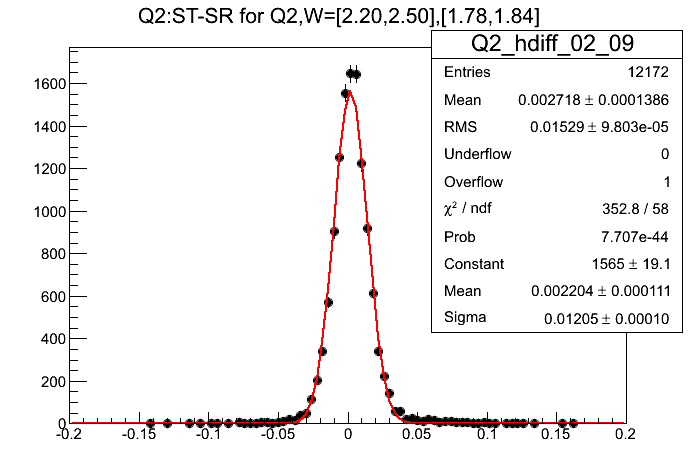 Q2:ST-SR for Q2,W=[2.20,2.50],[1.78,1.84]
Q2_hdiff_02_09
Entries 12172
Mean 0.002718 ± 0.0001386
RMS 0.01529 ± 9.803e-05
Underflow 0
Overflow 1
χ² / ndf 352.8 / 58
Prob 7.707e-44
Constant 1565 ± 19.1
Mean 0.002204 ± 0.000111
Sigma 0.01205 ± 0.00010
1600
1400
1200
1000
800
600
400
200
0
-0.2 -0.15 -0.1 -0.05 0 0.05 0.1 0.15 0.2